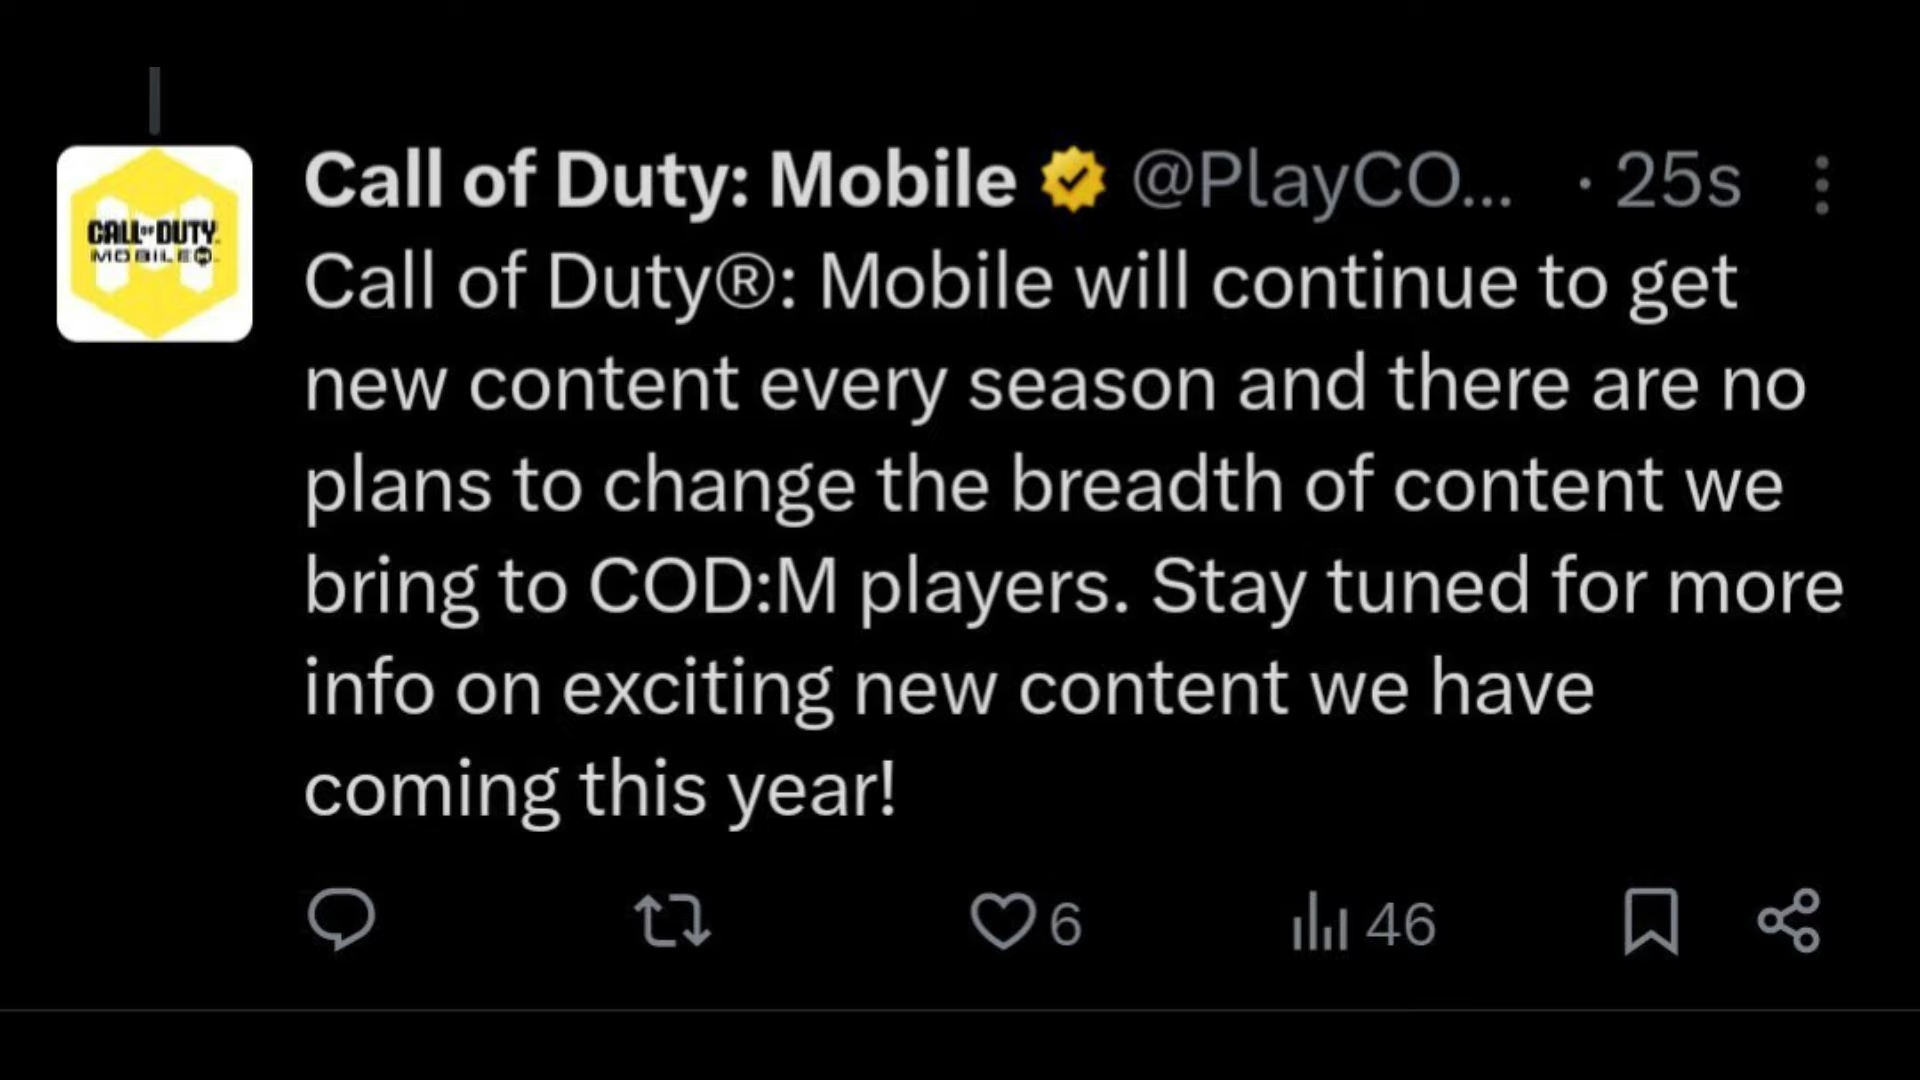 Call of Duty: Mobile @PlayCO... · 25s
CALL OF DUTY
MOBILE
Call of Duty®: Mobile will continue to get
new content every season and there are no
plans to change the breadth of content we
bring to COD:M players. Stay tuned for more
info on exciting new content we have
coming this year!
6 46